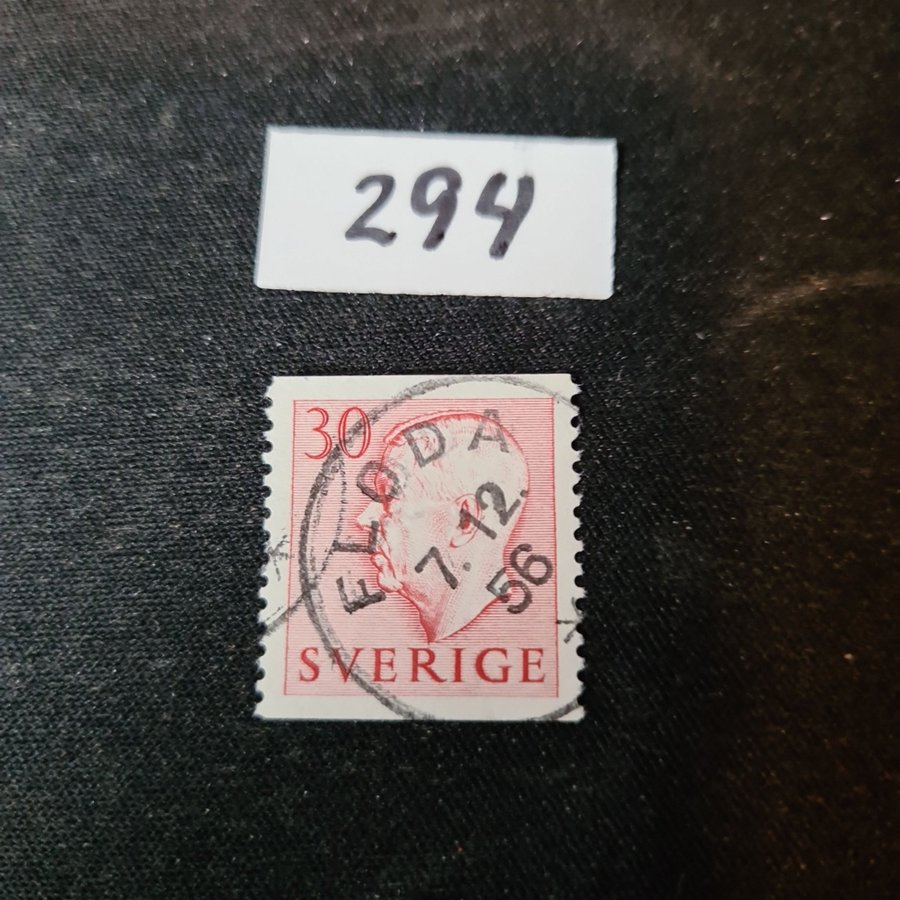 294
30
FLODA
7.12.
56
SVERIGE